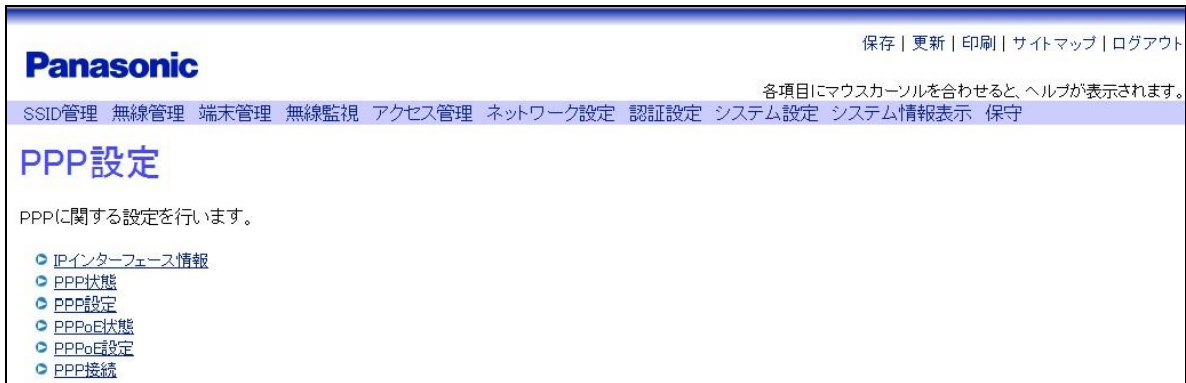 保存 | 更新 | 印刷 | サイトマップ | ログアウト
Panasonic
各項目にマウスカーソルを合わせると、ヘルプが表示されます。
SSID管理 無線管理 端末管理 無線監視 アクセス管理 ネットワーク設定 認証設定 システム設定 システム情報表示 保守
PPP設定
PPPに関する設定を行います。
IPインターフェース情報
PPP状態
PPP設定
PPPoE状態
PPPoE設定
PPP接続